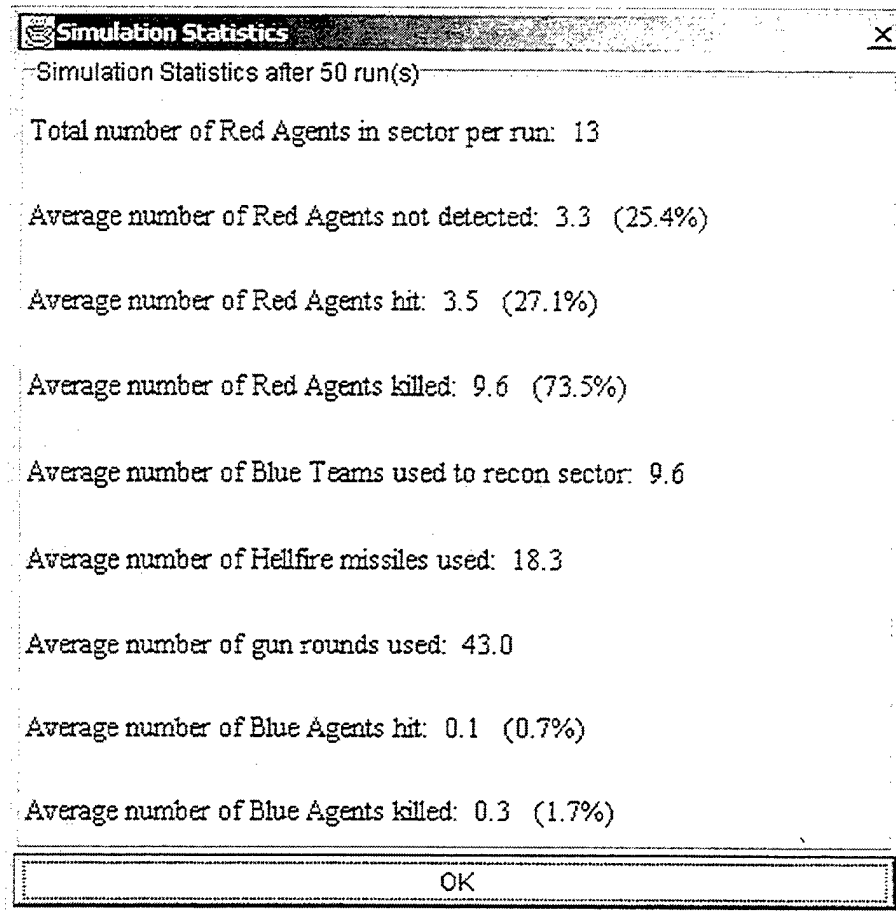 Simulation Statistics
Simulation Statistics after 50 run(s)
Total number of Red Agents in sector per run: 13
Average number of Red Agents not detected: 3.3 (25.4%)
Average number of Red Agents hit: 3.5 (27.1%)
Average number of Red Agents killed: 9.6 (73.5%)
Average number of Blue Teams used to recon sector: 9.6
Average number of Hellfire missiles used: 18.3
Average number of gun rounds used: 43.0
Average number of Blue Agents hit: 0.1 (0.7%)
Average number of Blue Agents killed: 0.3 (1.7%)
OK